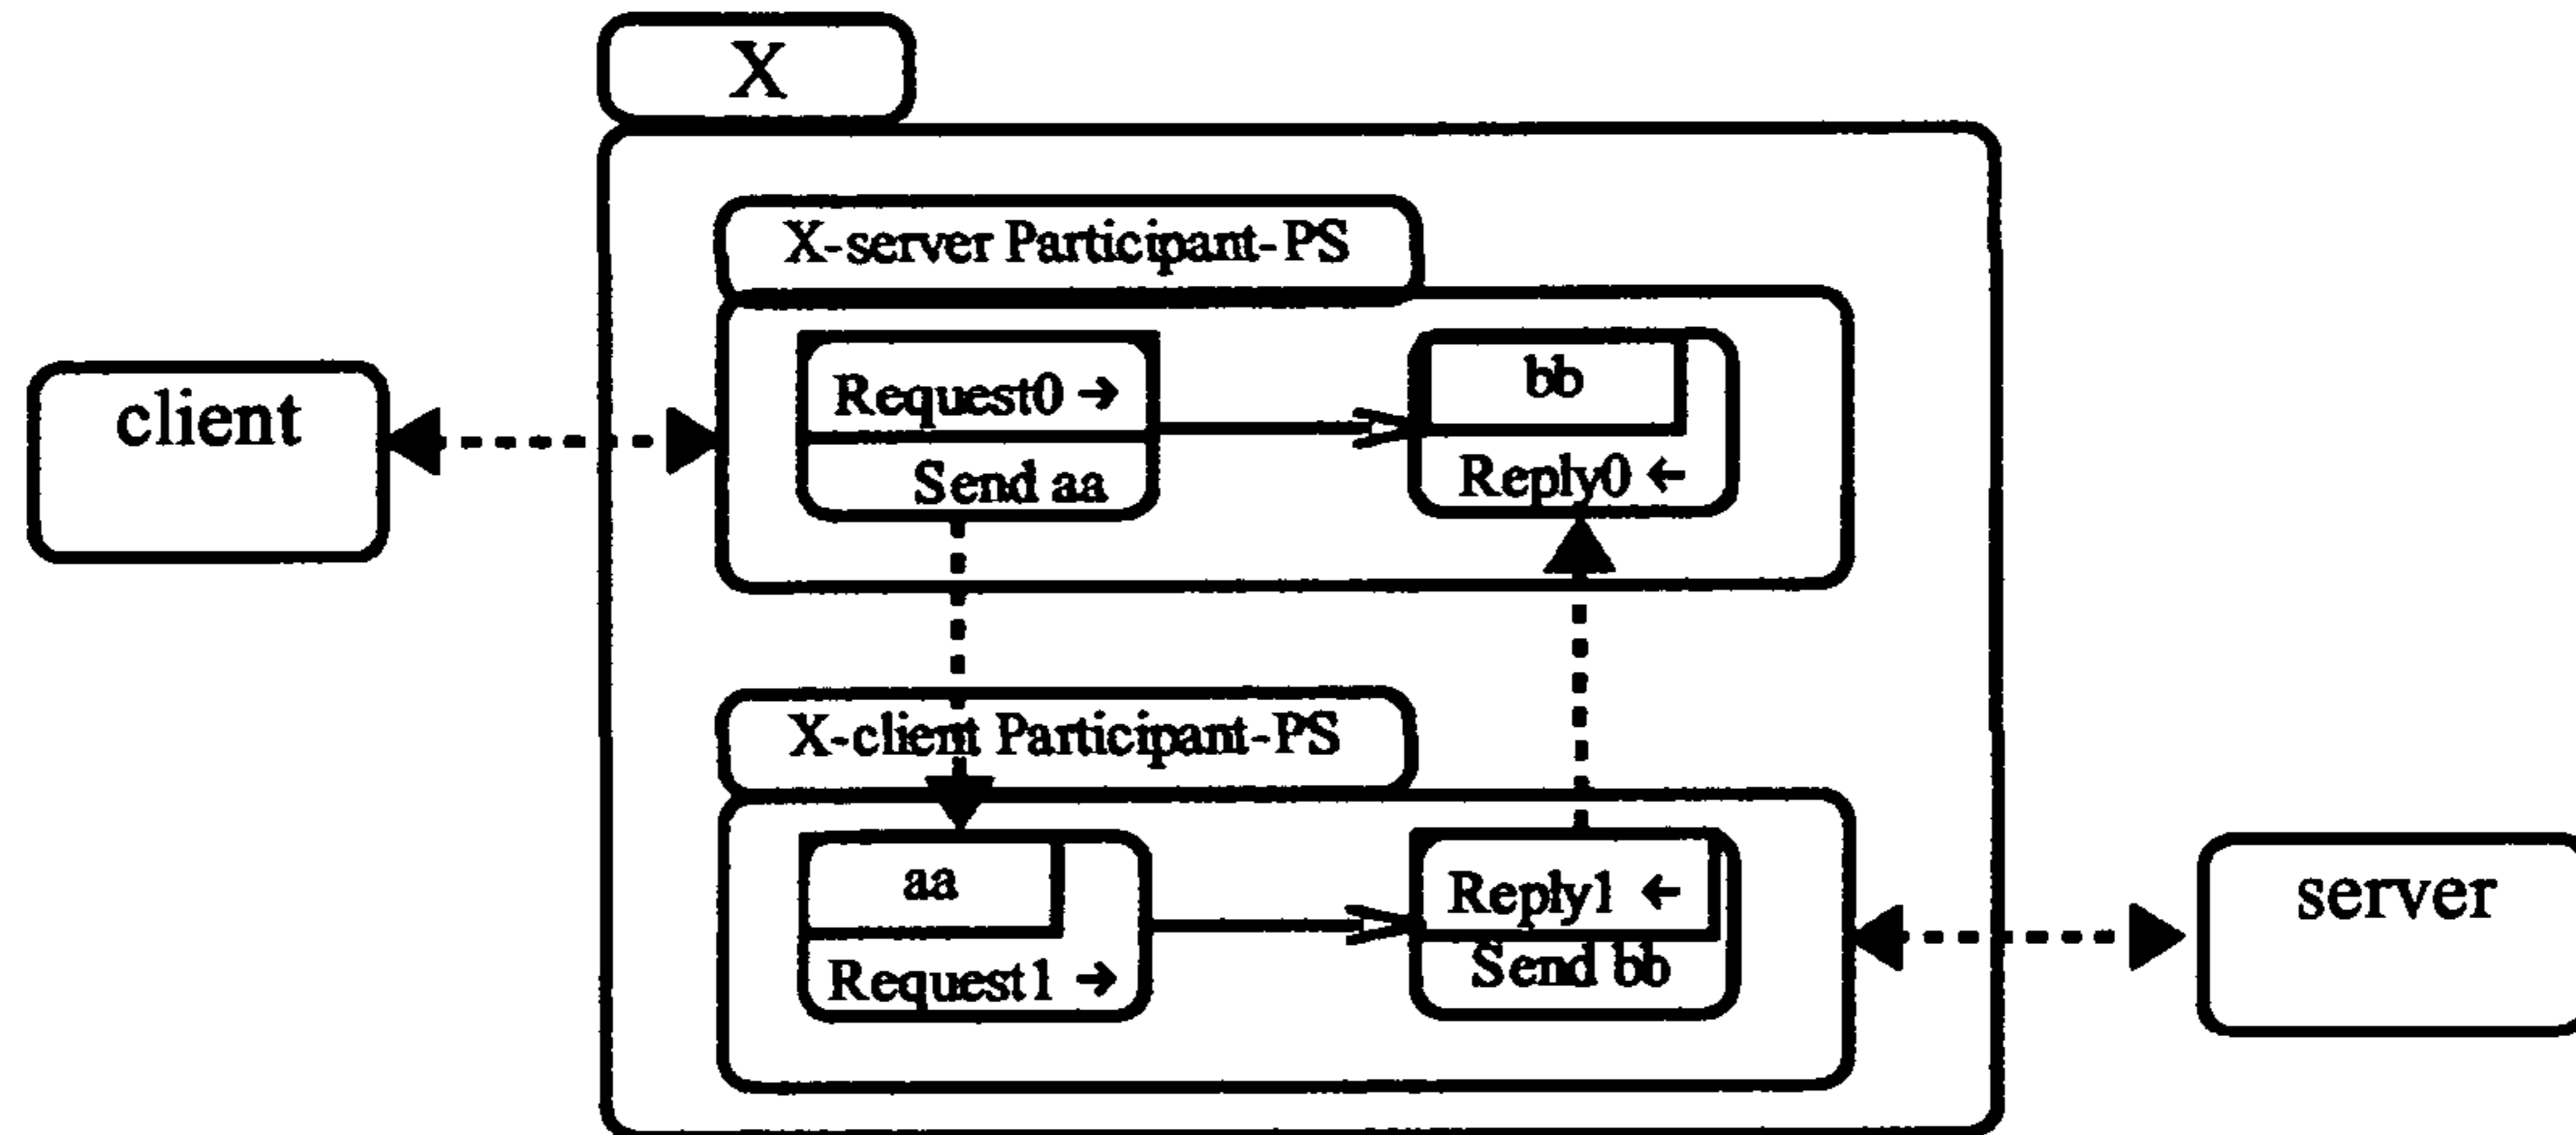 X
X-server Participant-PS
client
Request0 →
Send aa
bb
Reply0 ←
X-client Participant-PS
aa
Request1 →
Reply1 ←
Send bb
server